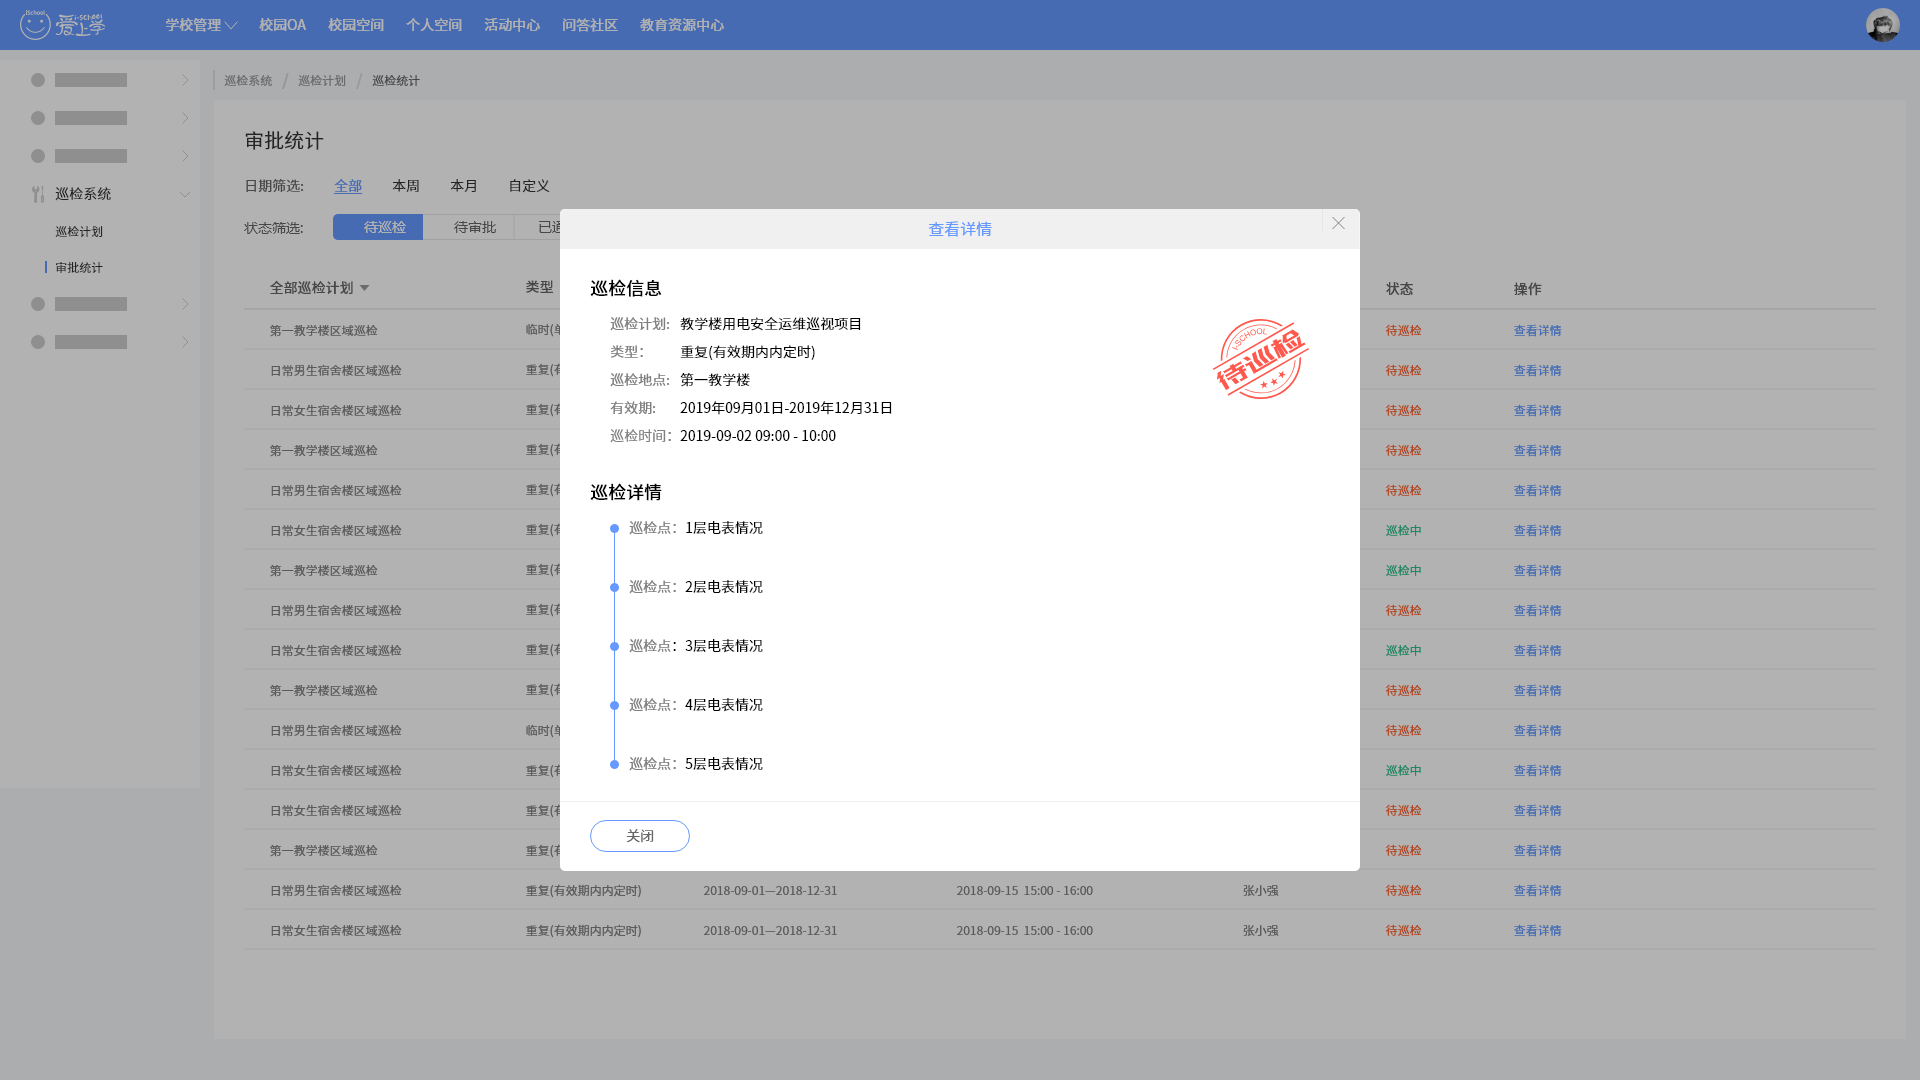 iSchool
爱上学
i-SCHOOl
学校管理 校园OA 校园空间 个人空间 活动中心 问答社区 教育资源中心
巡检系统 / 巡检计划 / 巡检统计
巡检系统
巡检计划
审批统计
审批统计
日期筛选: 全部 本周 本月 自定义
状态筛选: 待巡检 待审批
全部巡检计划 类型 状态 操作
第一教学楼区域巡检 临时( 待巡检 查看详情
日常男生宿舍楼区域巡检 重复( 待巡检 查看详情
日常女生宿舍楼区域巡检 重复( 待巡检 查看详情
第一教学楼区域巡检 重复( 待巡检 查看详情
日常男生宿舍楼区域巡检 重复( 待巡检 查看详情
日常女生宿舍楼区域巡检 重复( 巡检中 查看详情
第一教学楼区域巡检 重复( 巡检中 查看详情
日常男生宿舍楼区域巡检 重复( 待巡检 查看详情
日常女生宿舍楼区域巡检 重复( 巡检中 查看详情
第一教学楼区域巡检 重复( 待巡检 查看详情
日常男生宿舍楼区域巡检 临时( 待巡检 查看详情
日常女生宿舍楼区域巡检 重复( 巡检中 查看详情
日常女生宿舍楼区域巡检 重复( 待巡检 查看详情
第一教学楼区域巡检 重复( 待巡检 查看详情
日常男生宿舍楼区域巡检 重复(有效期内内定时) 2018-09-01—2018-12-31 2018-09-15 15:00 - 16:00 张小强 待巡检 查看详情
日常女生宿舍楼区域巡检 重复(有效期内内定时) 2018-09-01—2018-12-31 2018-09-15 15:00 - 16:00 张小强 待巡检 查看详情
查看详情
巡检信息
巡检计划: 教学楼用电安全运维巡视项目
类型： 重复(有效期内内定时)
巡检地点: 第一教学楼
有效期: 2019年09月01日-2019年12月31日
巡检时间： 2019-09-02 09:00 - 10:00
I-SCHOOL
待巡检
巡检详情
巡检点：1层电表情况
巡检点：2层电表情况
巡检点：3层电表情况
巡检点：4层电表情况
巡检点：5层电表情况
关闭